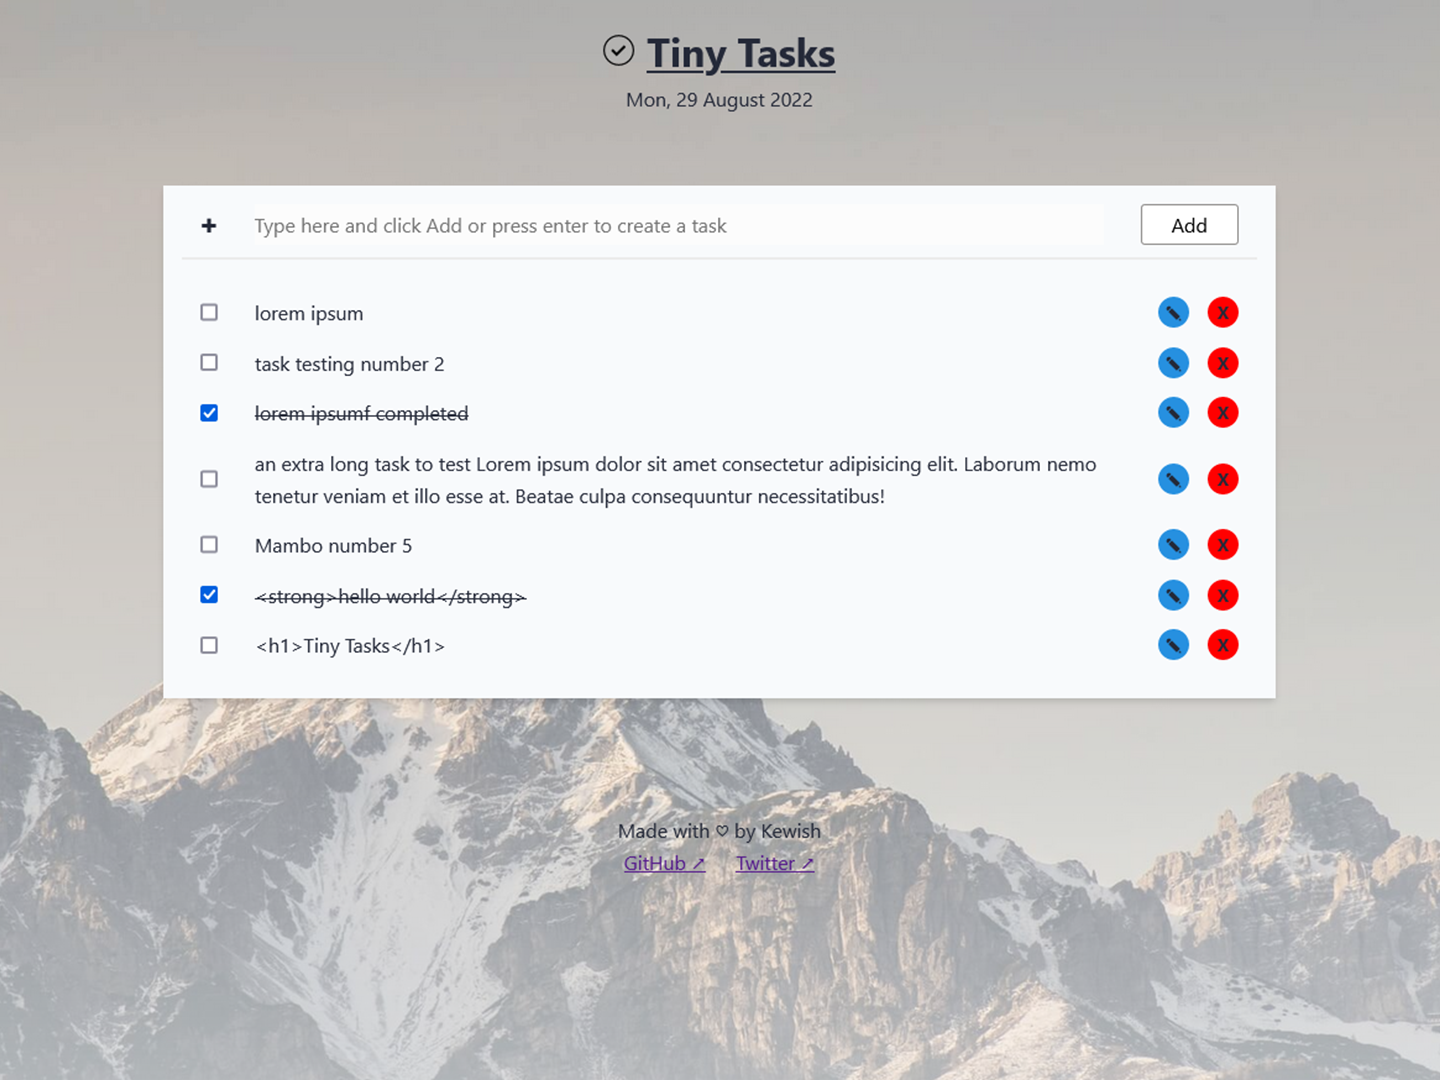 Tiny Tasks
Mon, 29 August 2022
+ Type here and click Add or press enter to create a task Add
lorem ipsum X
task testing number 2 X
lorem ipsumf completed X
an extra long task to test Lorem ipsum dolor sit amet consectetur adipisicing elit. Laborum nemo
tenetur veniam et illo esse at. Beatae culpa consequuntur necessitatibus! X
Mambo number 5 X
<strong>hello world</strong> X
<h1>Tiny Tasks</h1> X
Made with ♡ by Kewish
GitHub ↗ Twitter ↗